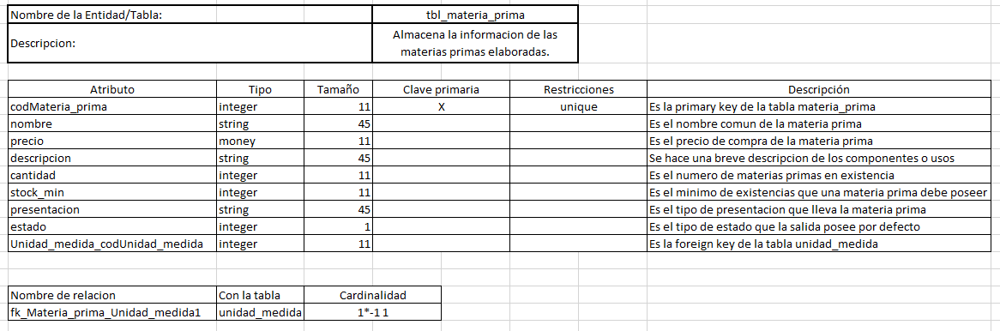 Nombre de la Entidad/Tabla: tbl_materia_prima
Descripcion: Almacena la informacion de las
materias primas elaboradas.
Atributo Tipo Tamaño Clave primaria Restricciones Descripción
codMateria_prima integer 11 X unique Es la primary key de la tabla materia_prima
nombre string 45 Es el nombre comun de la materia prima
precio money 11 Es el precio de compra de la materia prima
descripcion string 45 Se hace una breve descripcion de los componentes o usos
cantidad integer 11 Es el numero de materias primas en existencia
stock_min integer 11 Es el minimo de existencias que una materia prima debe poseer
presentacion string 45 Es el tipo de presentacion que lleva la materia prima
estado integer 1 Es el tipo de estado que la salida posee por defecto
Unidad_medida_codUnidad_medida integer 11 Es la foreign key de la tabla unidad_medida
Nombre de relacion Con la tabla Cardinalidad
fk_Materia_prima_Unidad_medida1 unidad_medida 1*-1 1